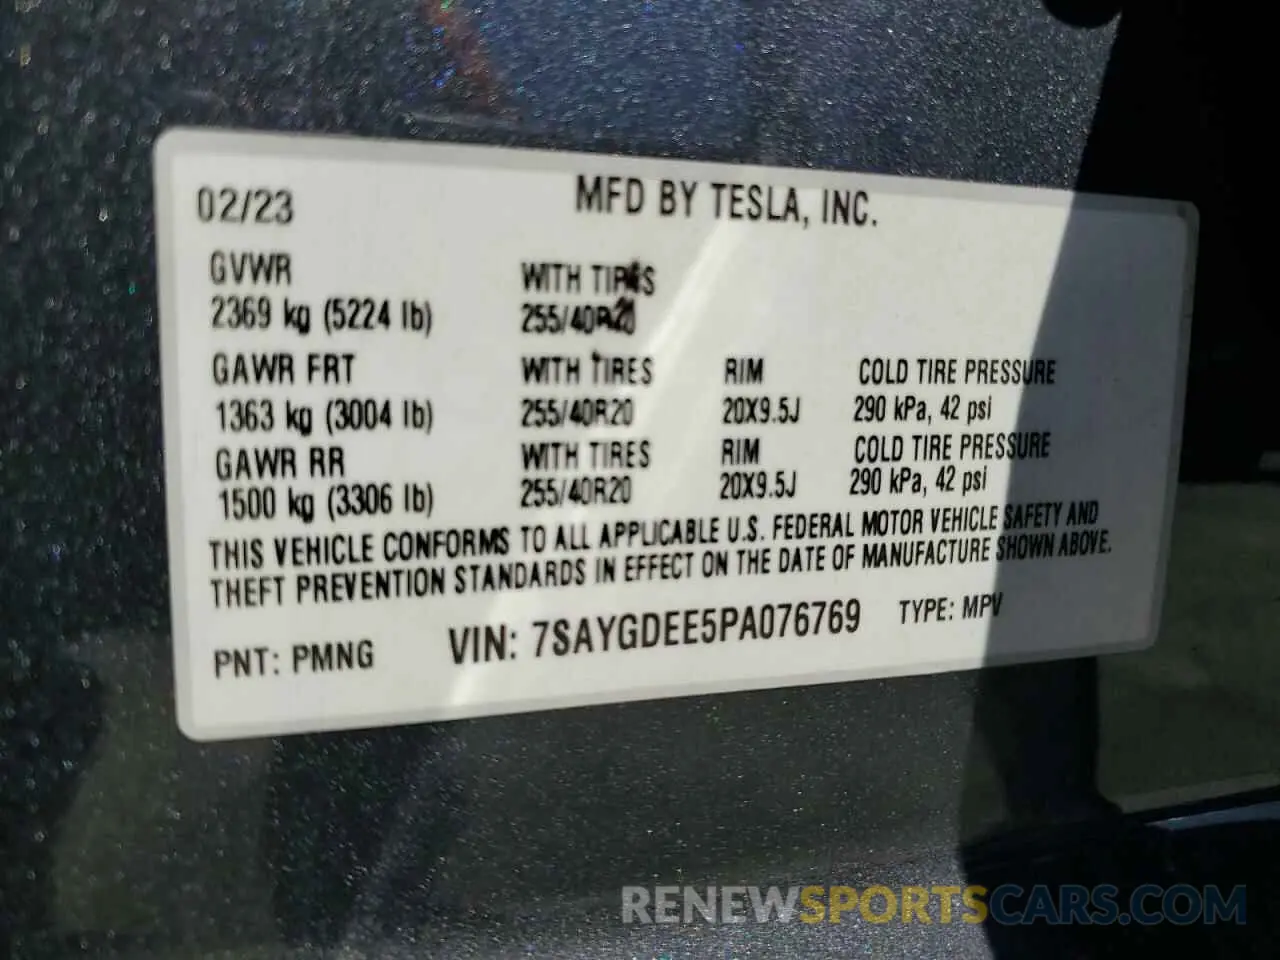 02/23 MFD BY TESLA, INC.
GVWR WITH TIRES
2369 kg (5224 lb) 255/40R20
GAWR FRT WITH TIRES RIM COLD TIRE PRESSURE
1363 kg (3004 lb) 255/40R20 20X9.5J 290 kPa, 42 psi
GAWR RR WITH TIRES RIM COLD TIRE PRESSURE
1500 kg (3306 lb) 255/40R20 20X9.5J 290 kPa, 42 psi
THIS VEHICLE CONFORMS TO ALL APPLICABLE U.S. FEDERAL MOTOR VEHICLE SAFETY AND
THEFT PREVENTION STANDARDS IN EFFECT ON THE DATE OF MANUFACTURE SHOWN ABOVE.
PNT: PMNG VIN: 7SAYGDEE5PA076769 TYPE: MPV
RENEWSPORTSCARS.COM